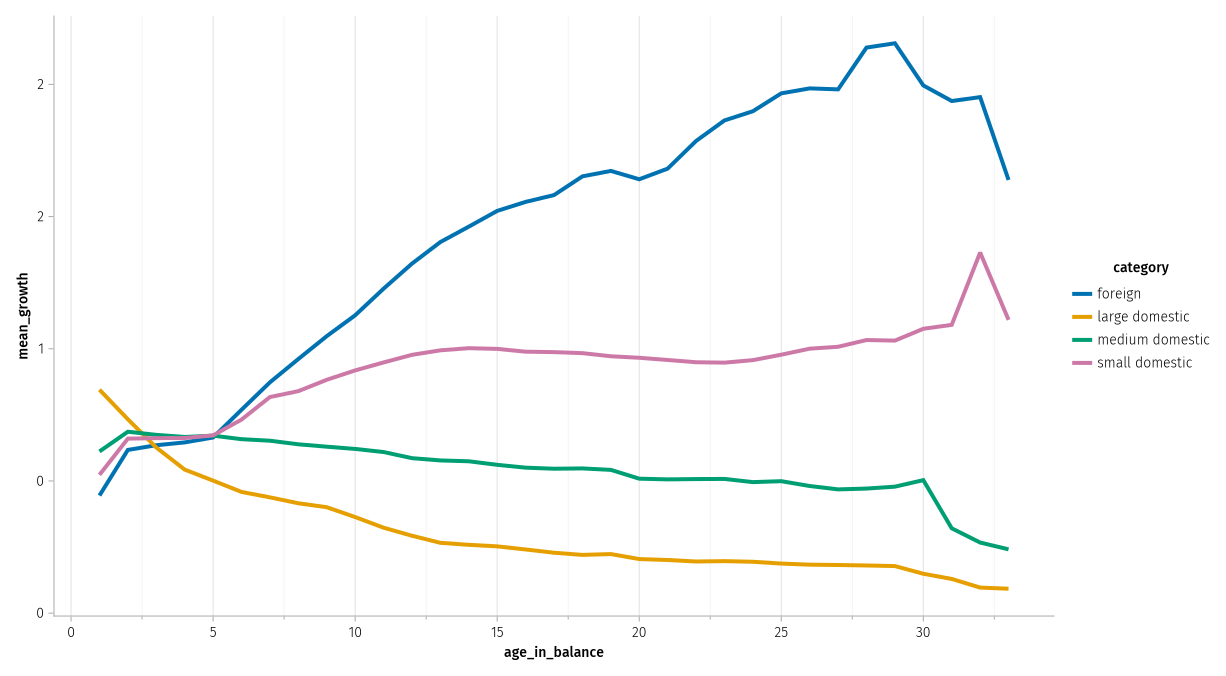 mean_growth
2
2
1
0
0
0
5
10
15
20
25
30
age_in_balance
category
foreign
large domestic
medium domestic
small domestic